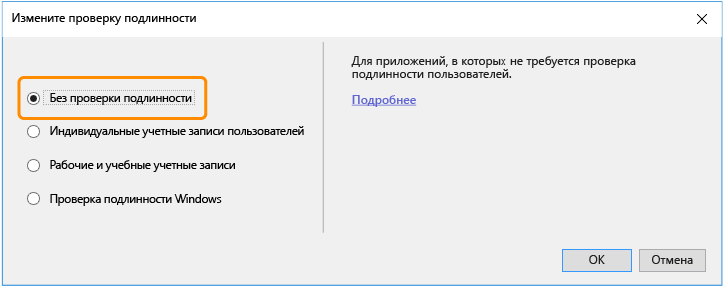 Измените проверку подлинности
Без проверки подлинности
Индивидуальные учетные записи пользователей
Рабочие и учебные учетные записи
Проверка подлинности Windows
Для приложений, в которых не требуется проверка
подлинности пользователей.
Подробнее
ОК
Отмена